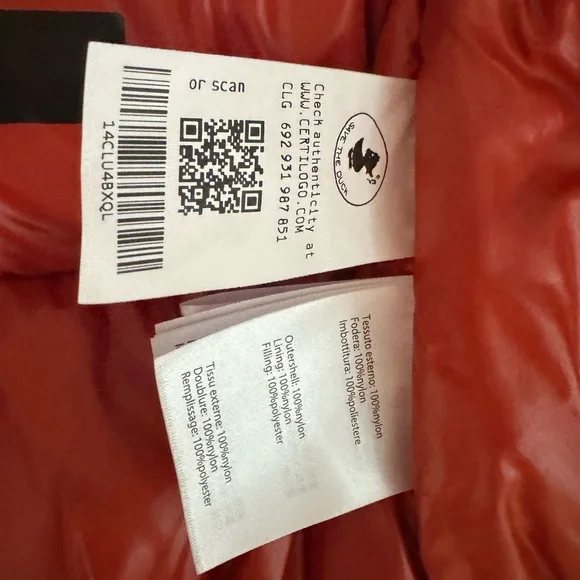 SAVE THE DUCK
Check authenticity at
WWW.CERTILOGO.COM
CLG 692 931 987 851
or scan
14CLU4BXQL
Tessuto esterno: 100%nylon
Fodera: 100%nylon
Imbottitura: 100%poliestere
Outershell: 100%nylon
Lining: 100%nylon
Filling: 100%polyester
Tissu externe: 100%nylon
Doublure: 100%nylon
Remplissage: 100%polyester